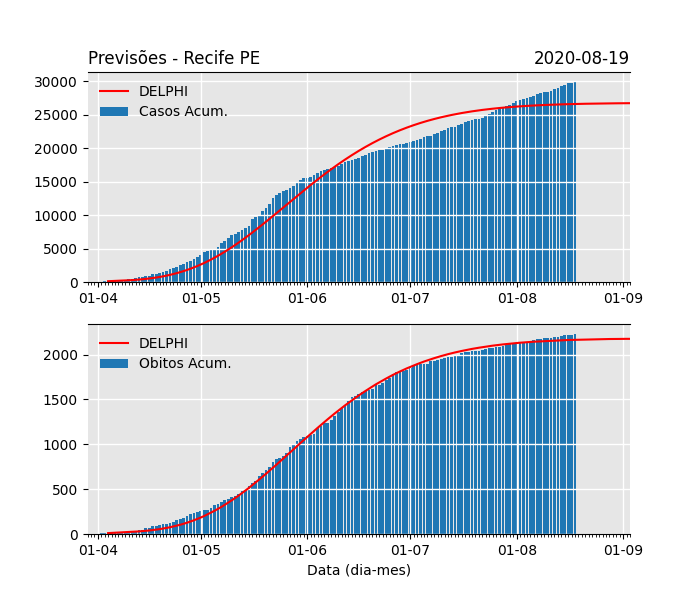 Previsões - Recife PE 2020-08-19
DELPHI
Casos Acum.
30000
25000
20000
15000
10000
5000
0
01-04 01-05 01-06 01-07 01-08 01-09
DELPHI
Obitos Acum.
2000
1500
1000
500
0
01-04 01-05 01-06 01-07 01-08 01-09
Data (dia-mes)